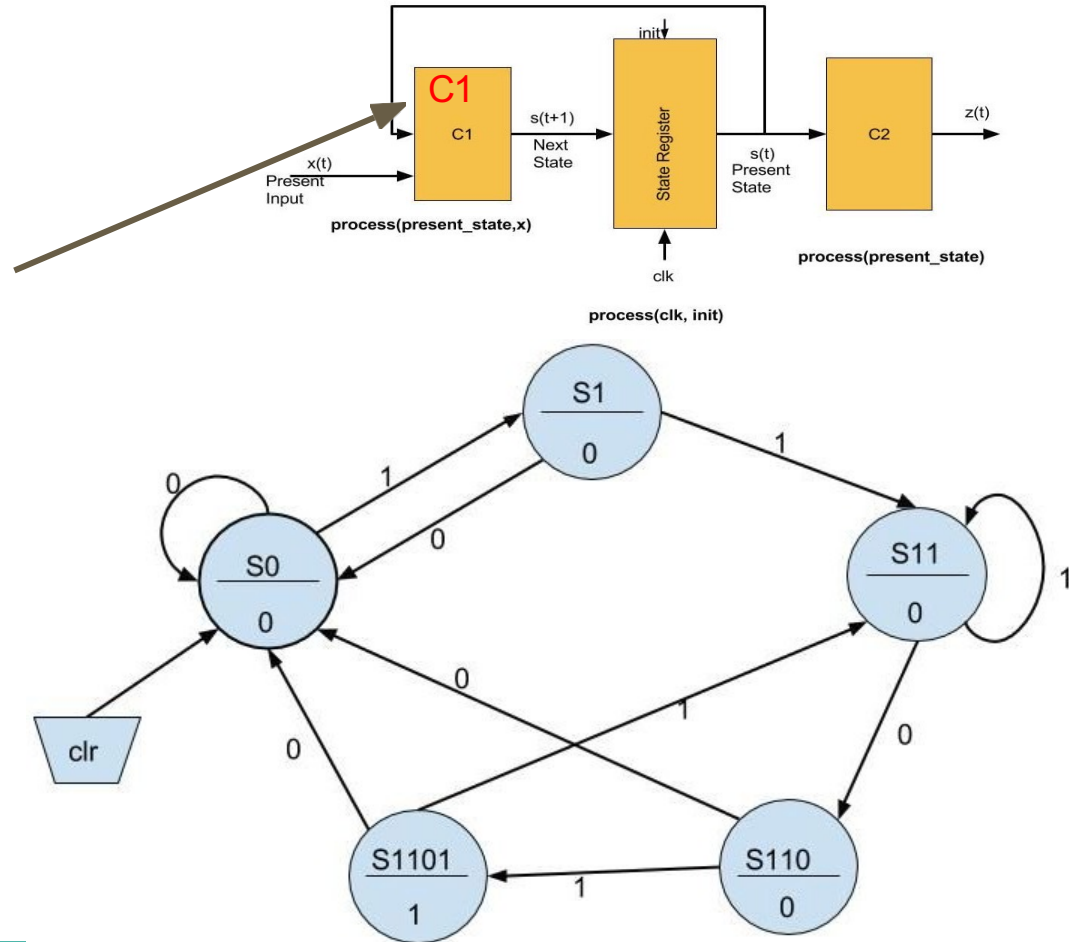 init
C1
C1
s(t+1)
Next
State
State Register
s(t)
Present
State
C2
z(t)
x(t)
Present
Input
process(present_state,x)
process(present_state)
clk
process(clk, init)
S1
0
1
1
0
0
S0
0
S11
0
1
0
1
0
0
clr
S1101
1
1
S110
0